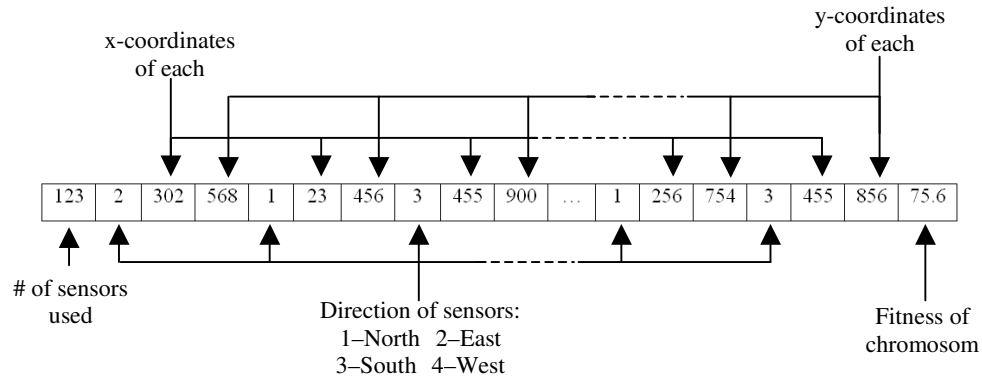 x-coordinates
of each
y-coordinates
of each
123 2 302 568 1 23 456 3 455 900 ... 1 256 754 3 455 856 75.6
# of sensors
used
Direction of sensors:
1–North 2–East
3–South 4–West
Fitness of
chromosom